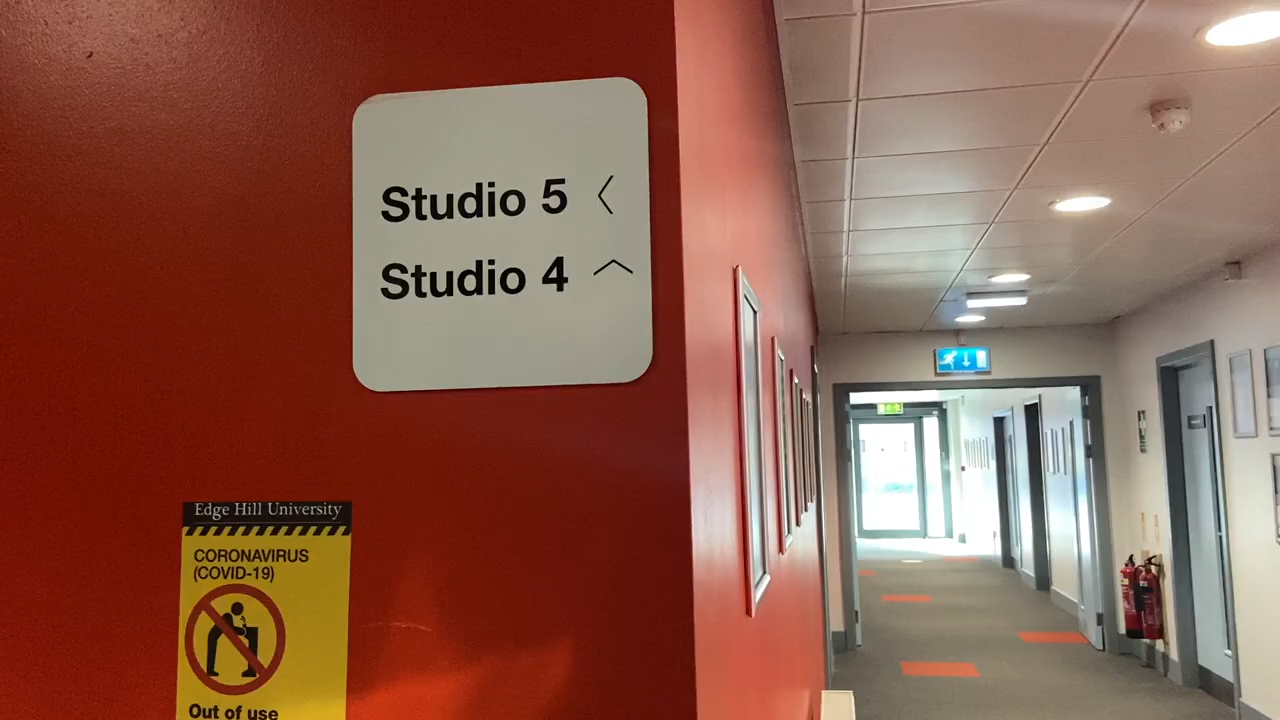 Studio 5
Studio 4
Edge Hill University
CORONAVIRUS
(COVID-19)
Out of use